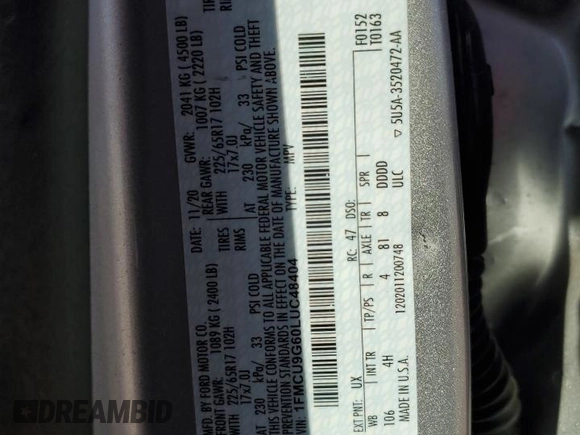 MFD. BY FORD MOTOR CO.
DATE: 11/20 GVWR: 2041 KG (4500 LB)
FRONT GAWR: 1089 KG (2400 LB) REAR GAWR: 1007 KG (2220 LB)
225/65R17 102H TIRES WITH 225/65R17 102H TIRES
17x7.0J RIMS 17x7.0J RIMS
AT 230 kPa/ 33 PSI COLD AT 230 kPa/ 33 PSI COLD
THIS VEHICLE CONFORMS TO ALL APPLICABLE FEDERAL MOTOR VEHICLE SAFETY AND THEFT
PREVENTION STANDARDS IN EFFECT ON THE DATE OF MANUFACTURE SHOWN ABOVE.
VIN: 1FMCU9G60LUC48404 TYPE: MPV
F0152
T0163
EXT PNT: UX RC: 47 DSO:
WB INT TR TP/PS R AXLE TR SPR
106 4H 4 81 8 DDDD
MADE IN U.S.A. 1202011200748 ULC
▽ 5U5A-3520472-AA
DREAMBID